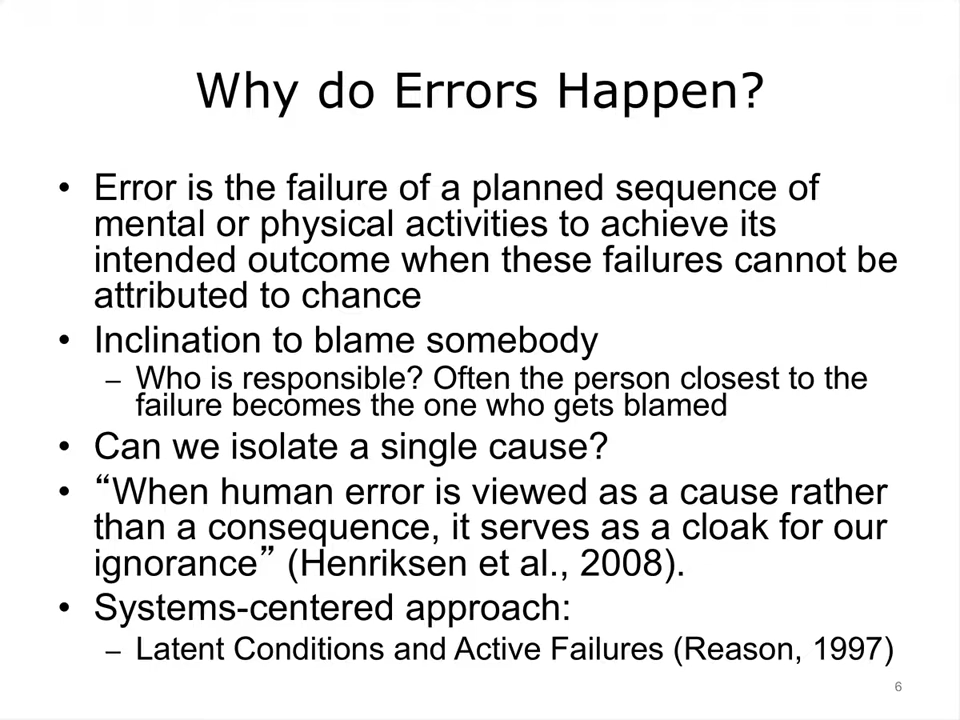 Why do Errors Happen?
• Error is the failure of a planned sequence of
mental or physical activities to achieve its
intended outcome when these failures cannot be
attributed to chance
• Inclination to blame somebody
– Who is responsible? Often the person closest to the
failure becomes the one who gets blamed
• Can we isolate a single cause?
• “When human error is viewed as a cause rather
than a consequence, it serves as a cloak for our
ignorance” (Henriksen et al., 2008).
• Systems-centered approach:
– Latent Conditions and Active Failures (Reason, 1997)
6